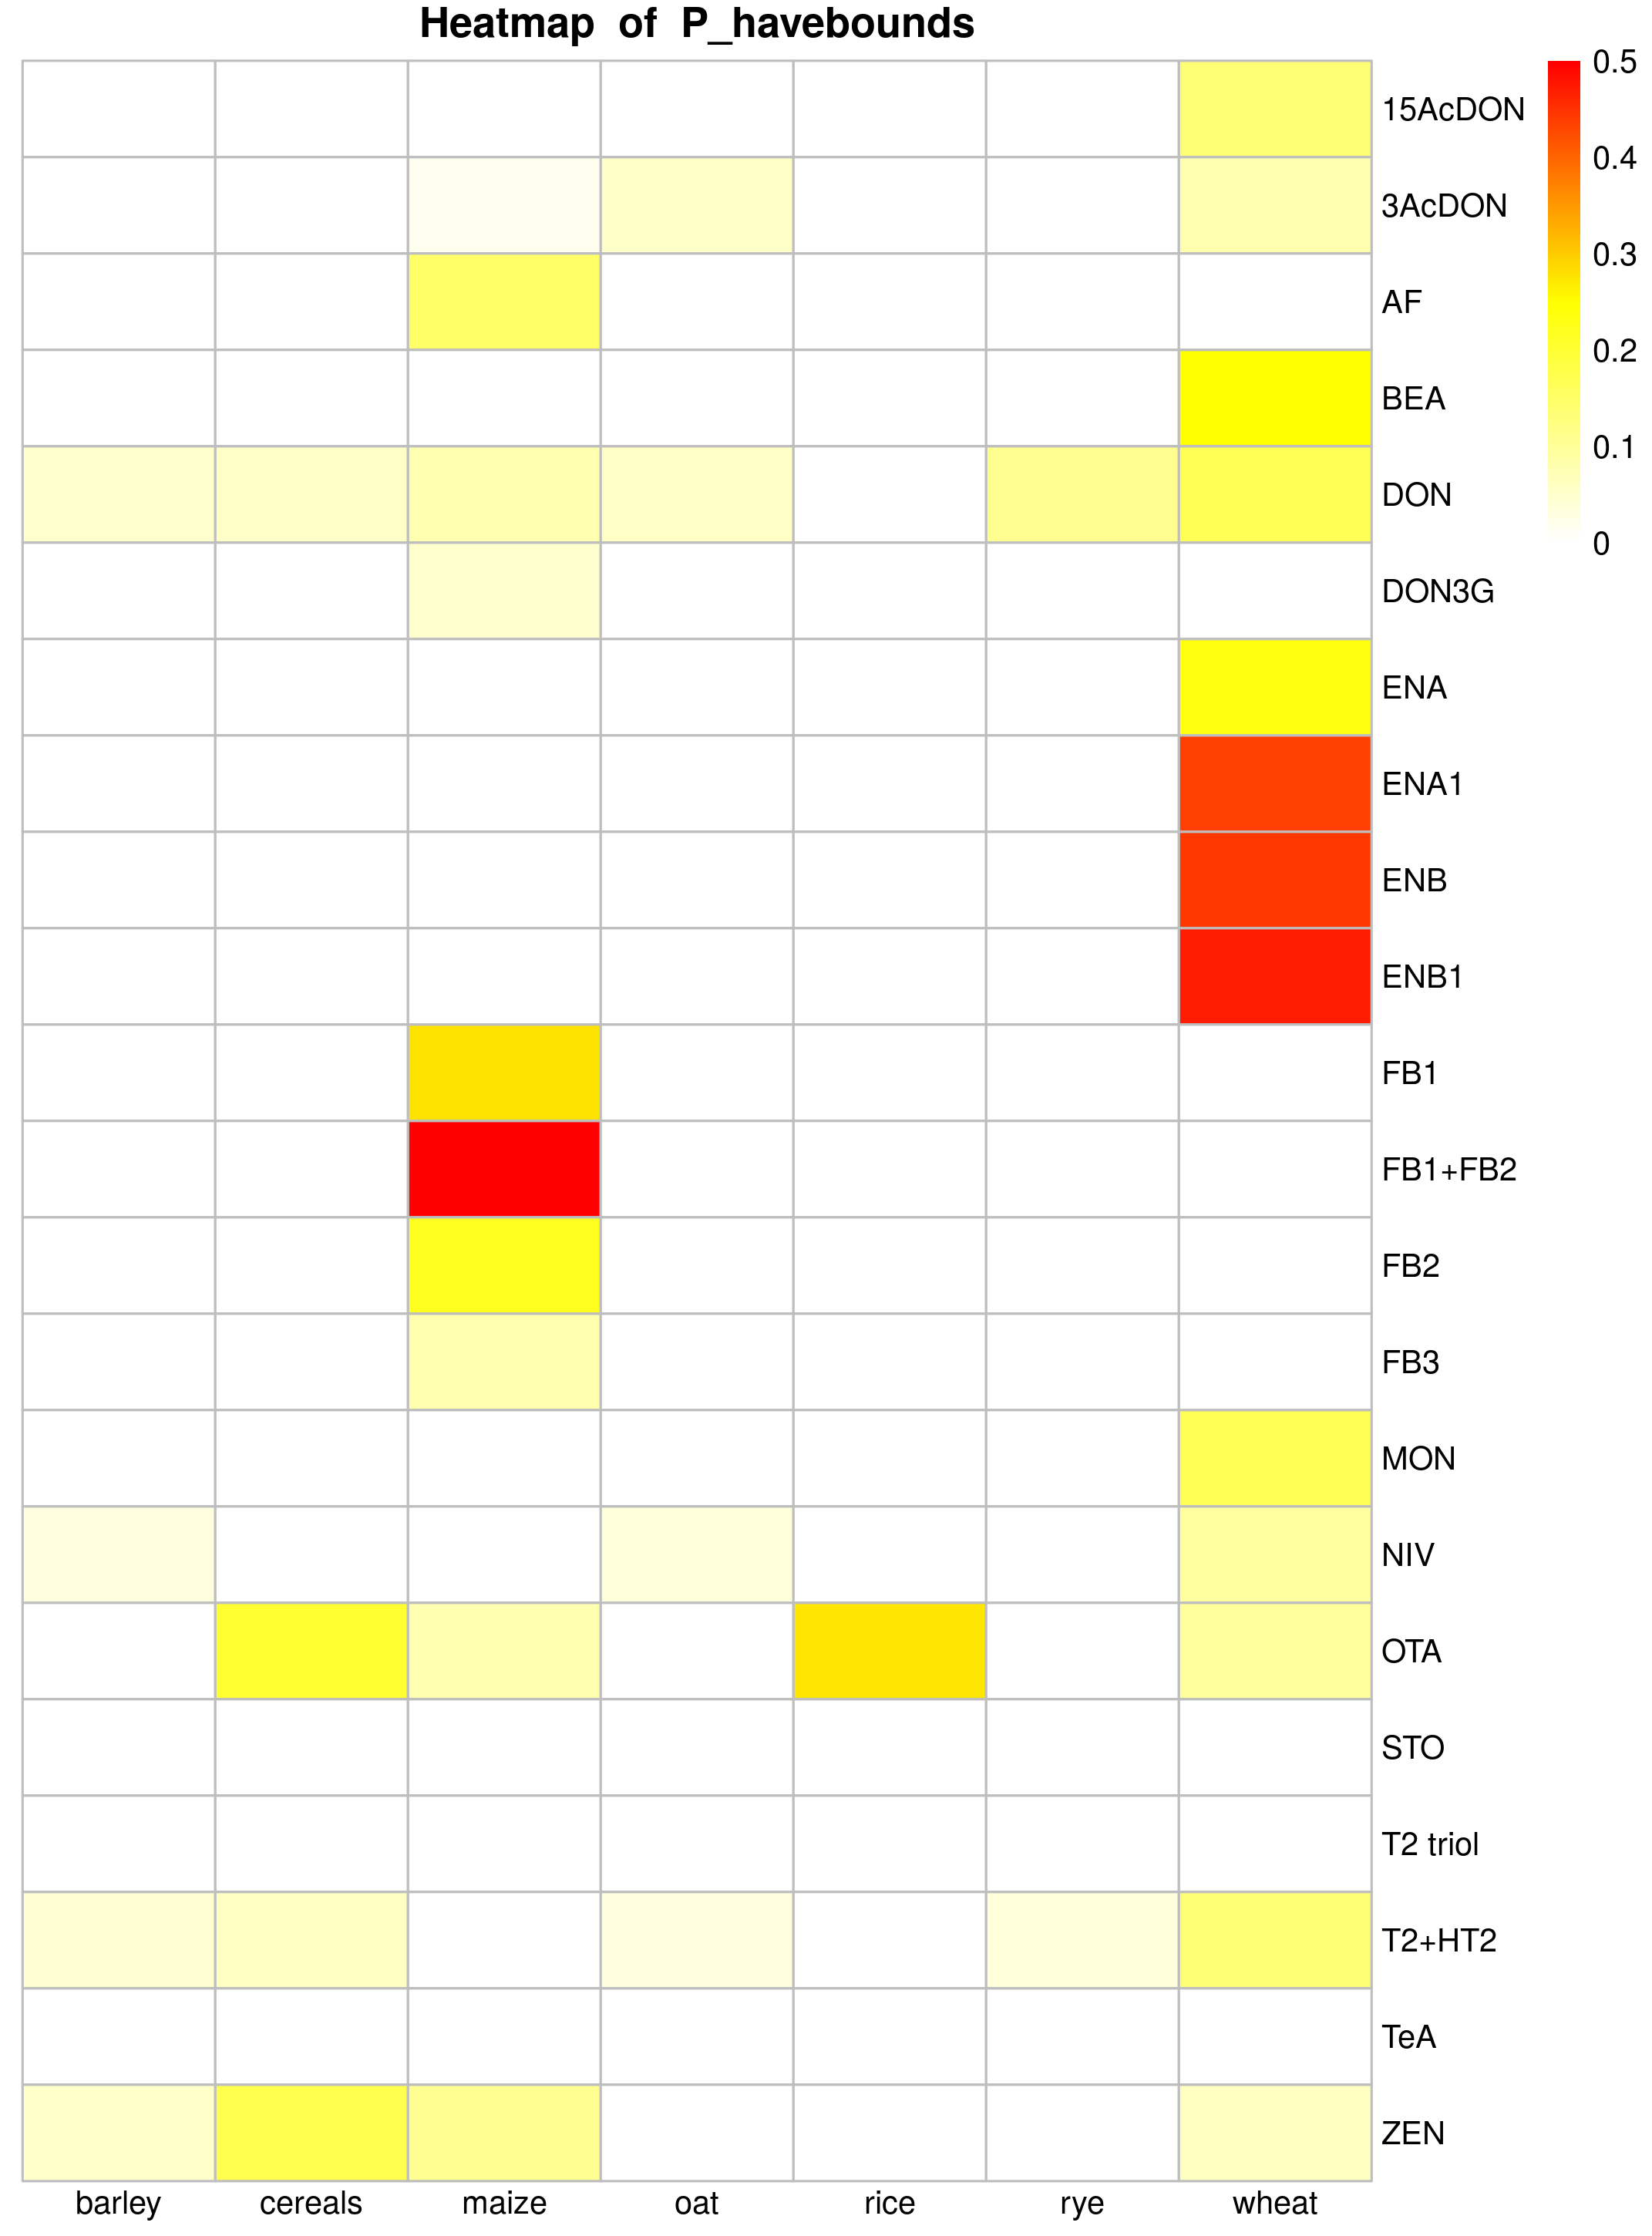 Heatmap of P_havebounds
0.5
0.4
0.3
0.2
0.1
0
15AcDON
3AcDON
AF
BEA
DON
DON3G
ENA
ENA1
ENB
ENB1
FB1
FB1+FB2
FB2
FB3
MON
NIV
OTA
STO
T2 triol
T2+HT2
TeA
ZEN
barley cereals maize oat rice rye wheat